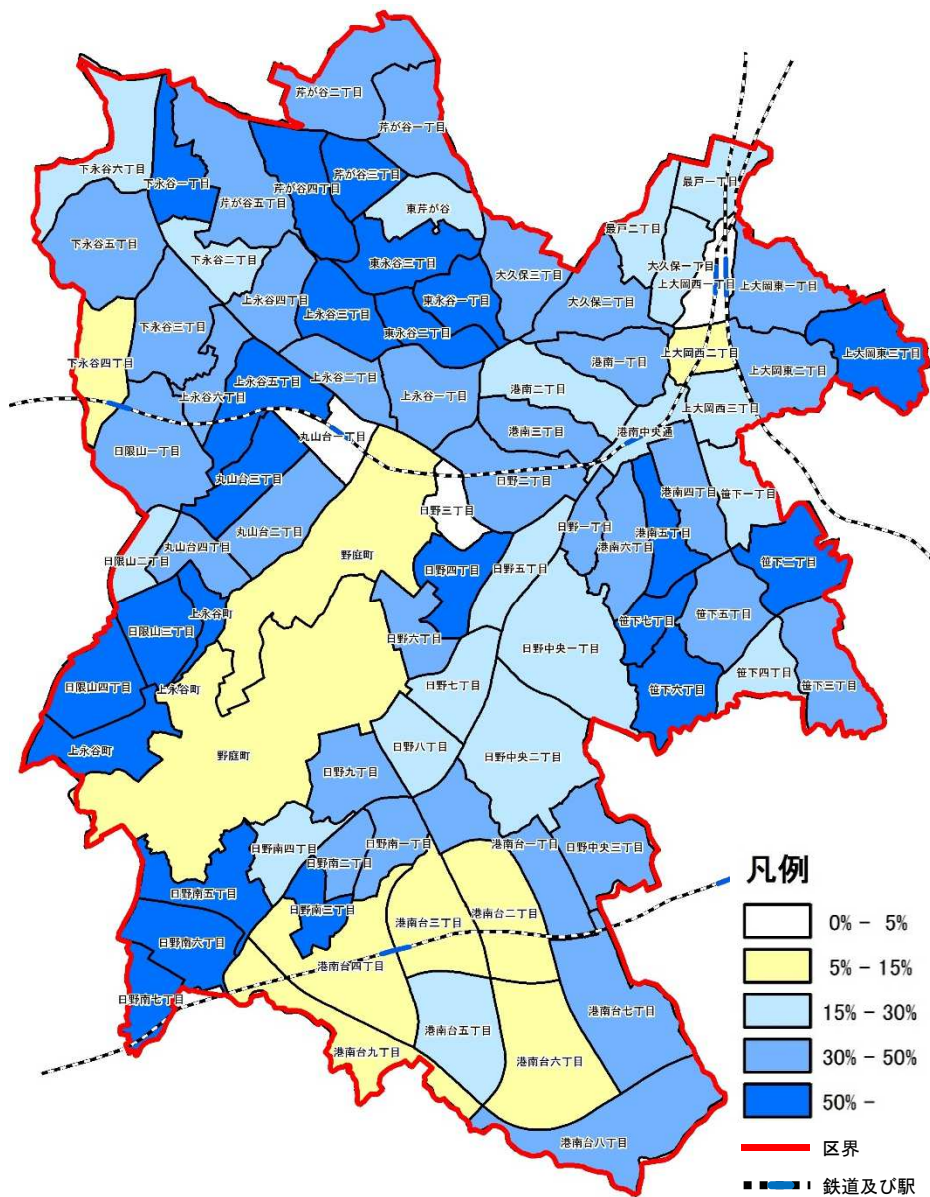 芹が谷二丁目
芹が谷一丁目
下永谷六丁目
下永谷一丁目
芹が谷五丁目
芹が谷四丁目
芹が谷三丁目
東芹が谷
最戸一丁目
最戸二丁目
下永谷五丁目
下永谷二丁目
東永谷三丁目
大久保三丁目
大久保一丁目
上大岡西一丁目
上大岡東一丁目
上永谷四丁目
上永谷三丁目
東永谷一丁目
大久保二丁目
下永谷三丁目
東永谷二丁目
下永谷四丁目
港南一丁目
上大岡西二丁目
上大岡東三丁目
上大岡東二丁目
上永谷五丁目
上永谷二丁目
上永谷六丁目
上永谷一丁目
港南二丁目
上大岡西三丁目
港南三丁目
港南中央通
丸山台一丁目
日限山一丁目
丸山台三丁目
日野三丁目
日野二丁目
港南四丁目
笹下一丁目
日野一丁目
港南五丁目
丸山台二丁目
丸山台四丁目
港南六丁目
日限山二丁目
野庭町
日野四丁目
日野五丁目
笹下二丁目
上永谷町
笹下五丁目
笹下七丁目
日限山三丁目
日野六丁目
日野中央一丁目
笹下四丁目
笹下三丁目
日限山四丁目
上永谷町
日野七丁目
笹下六丁目
上永谷町
野庭町
日野八丁目
日野中央二丁目
日野九丁目
日野南四丁目
日野南二丁目
日野南一丁目
港南台一丁目
日野中央三丁目
日野南五丁目
日野南三丁目
港南台三丁目
港南台二丁目
日野南六丁目
港南台四丁目
日野南七丁目
港南台五丁目
港南台七丁目
港南台九丁目
港南台六丁目
港南台八丁目
凡例
0% - 5%
5% - 15%
15% - 30%
30% - 50%
50% -
区界
鉄道及び駅